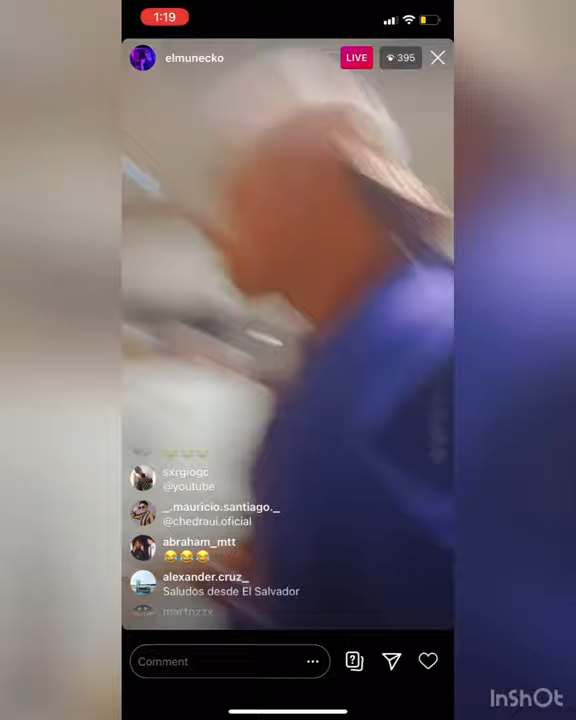 1:19
elmunecko
LIVE
395
sxrgiogc
@youtube
_.mauricio.santiago._
@chedraui.oficial
abraham_mtt
😂😂😂
alexander.cruz_
Saludos desde El Salvador
martnzzx
Comment
InShOt